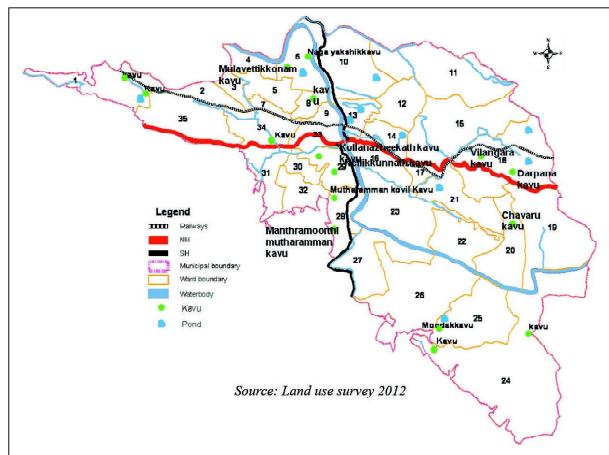 4
6
Naga yakshikkavu
10
1
kavu
Mulavettikkonam
kavu
11
Kavu
2
3
5
kavu
8
12
7
9
13
15
35
34
Kavu
33
14
Kullanazheekathi kavu
Vilangara
kavu
18
31
30
29
16
17
Darpana
kavu
32
Mutharamman kovil Kavu
21
Legend
Railways
NH
SH
Municipal boundary
Ward boundary
Waterbody
Kavu
Pond
28
23
Chavaru
kavu
Manthramoorthi
mutharamman
kavu
22
20
19
27
26
25
Mundakkavu
kavu
Kavu
24
Source: Land use survey 2012